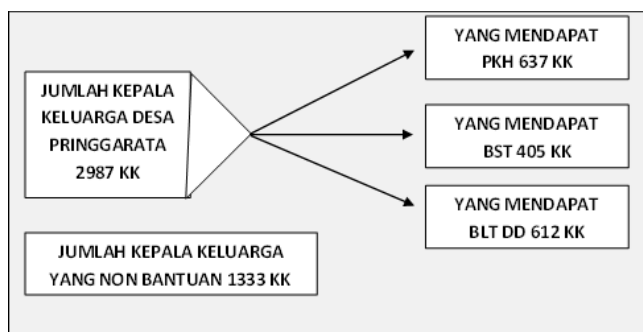 JUMLAH KEPALA
KELUARGA DESA
PRINGGARATA
2987 KK
YANG MENDAPAT
PKH 637 KK
YANG MENDAPAT
BST 405 KK
YANG MENDAPAT
BLT DD 612 KK
JUMLAH KEPALA KELUARGA
YANG NON BANTUAN 1333 KK